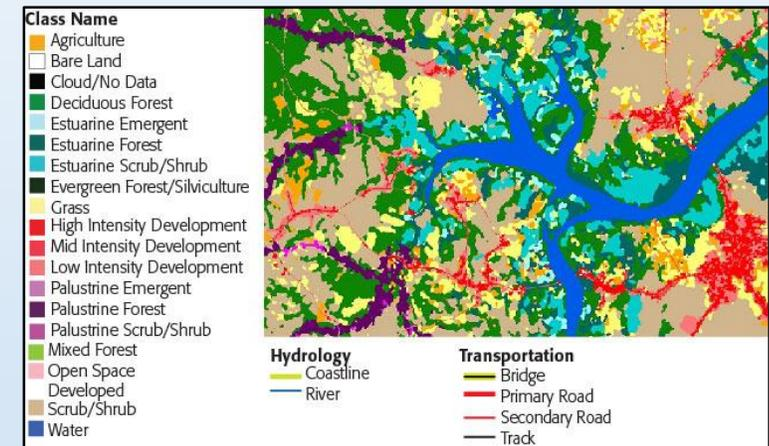 Class Name
Agriculture
Bare Land
Cloud/No Data
Deciduous Forest
Estuarine Emergent
Estuarine Forest
Estuarine Scrub/Shrub
Evergreen Forest/Silviculture
Grass
High Intensity Development
Mid Intensity Development
Low Intensity Development
Palustrine Emergent
Palustrine Forest
Palustrine Scrub/Shrub
Mixed Forest
Open Space
Developed
Scrub/Shrub
Water
Hydrology
Coastline
River
Transportation
Bridge
Primary Road
Secondary Road
Track